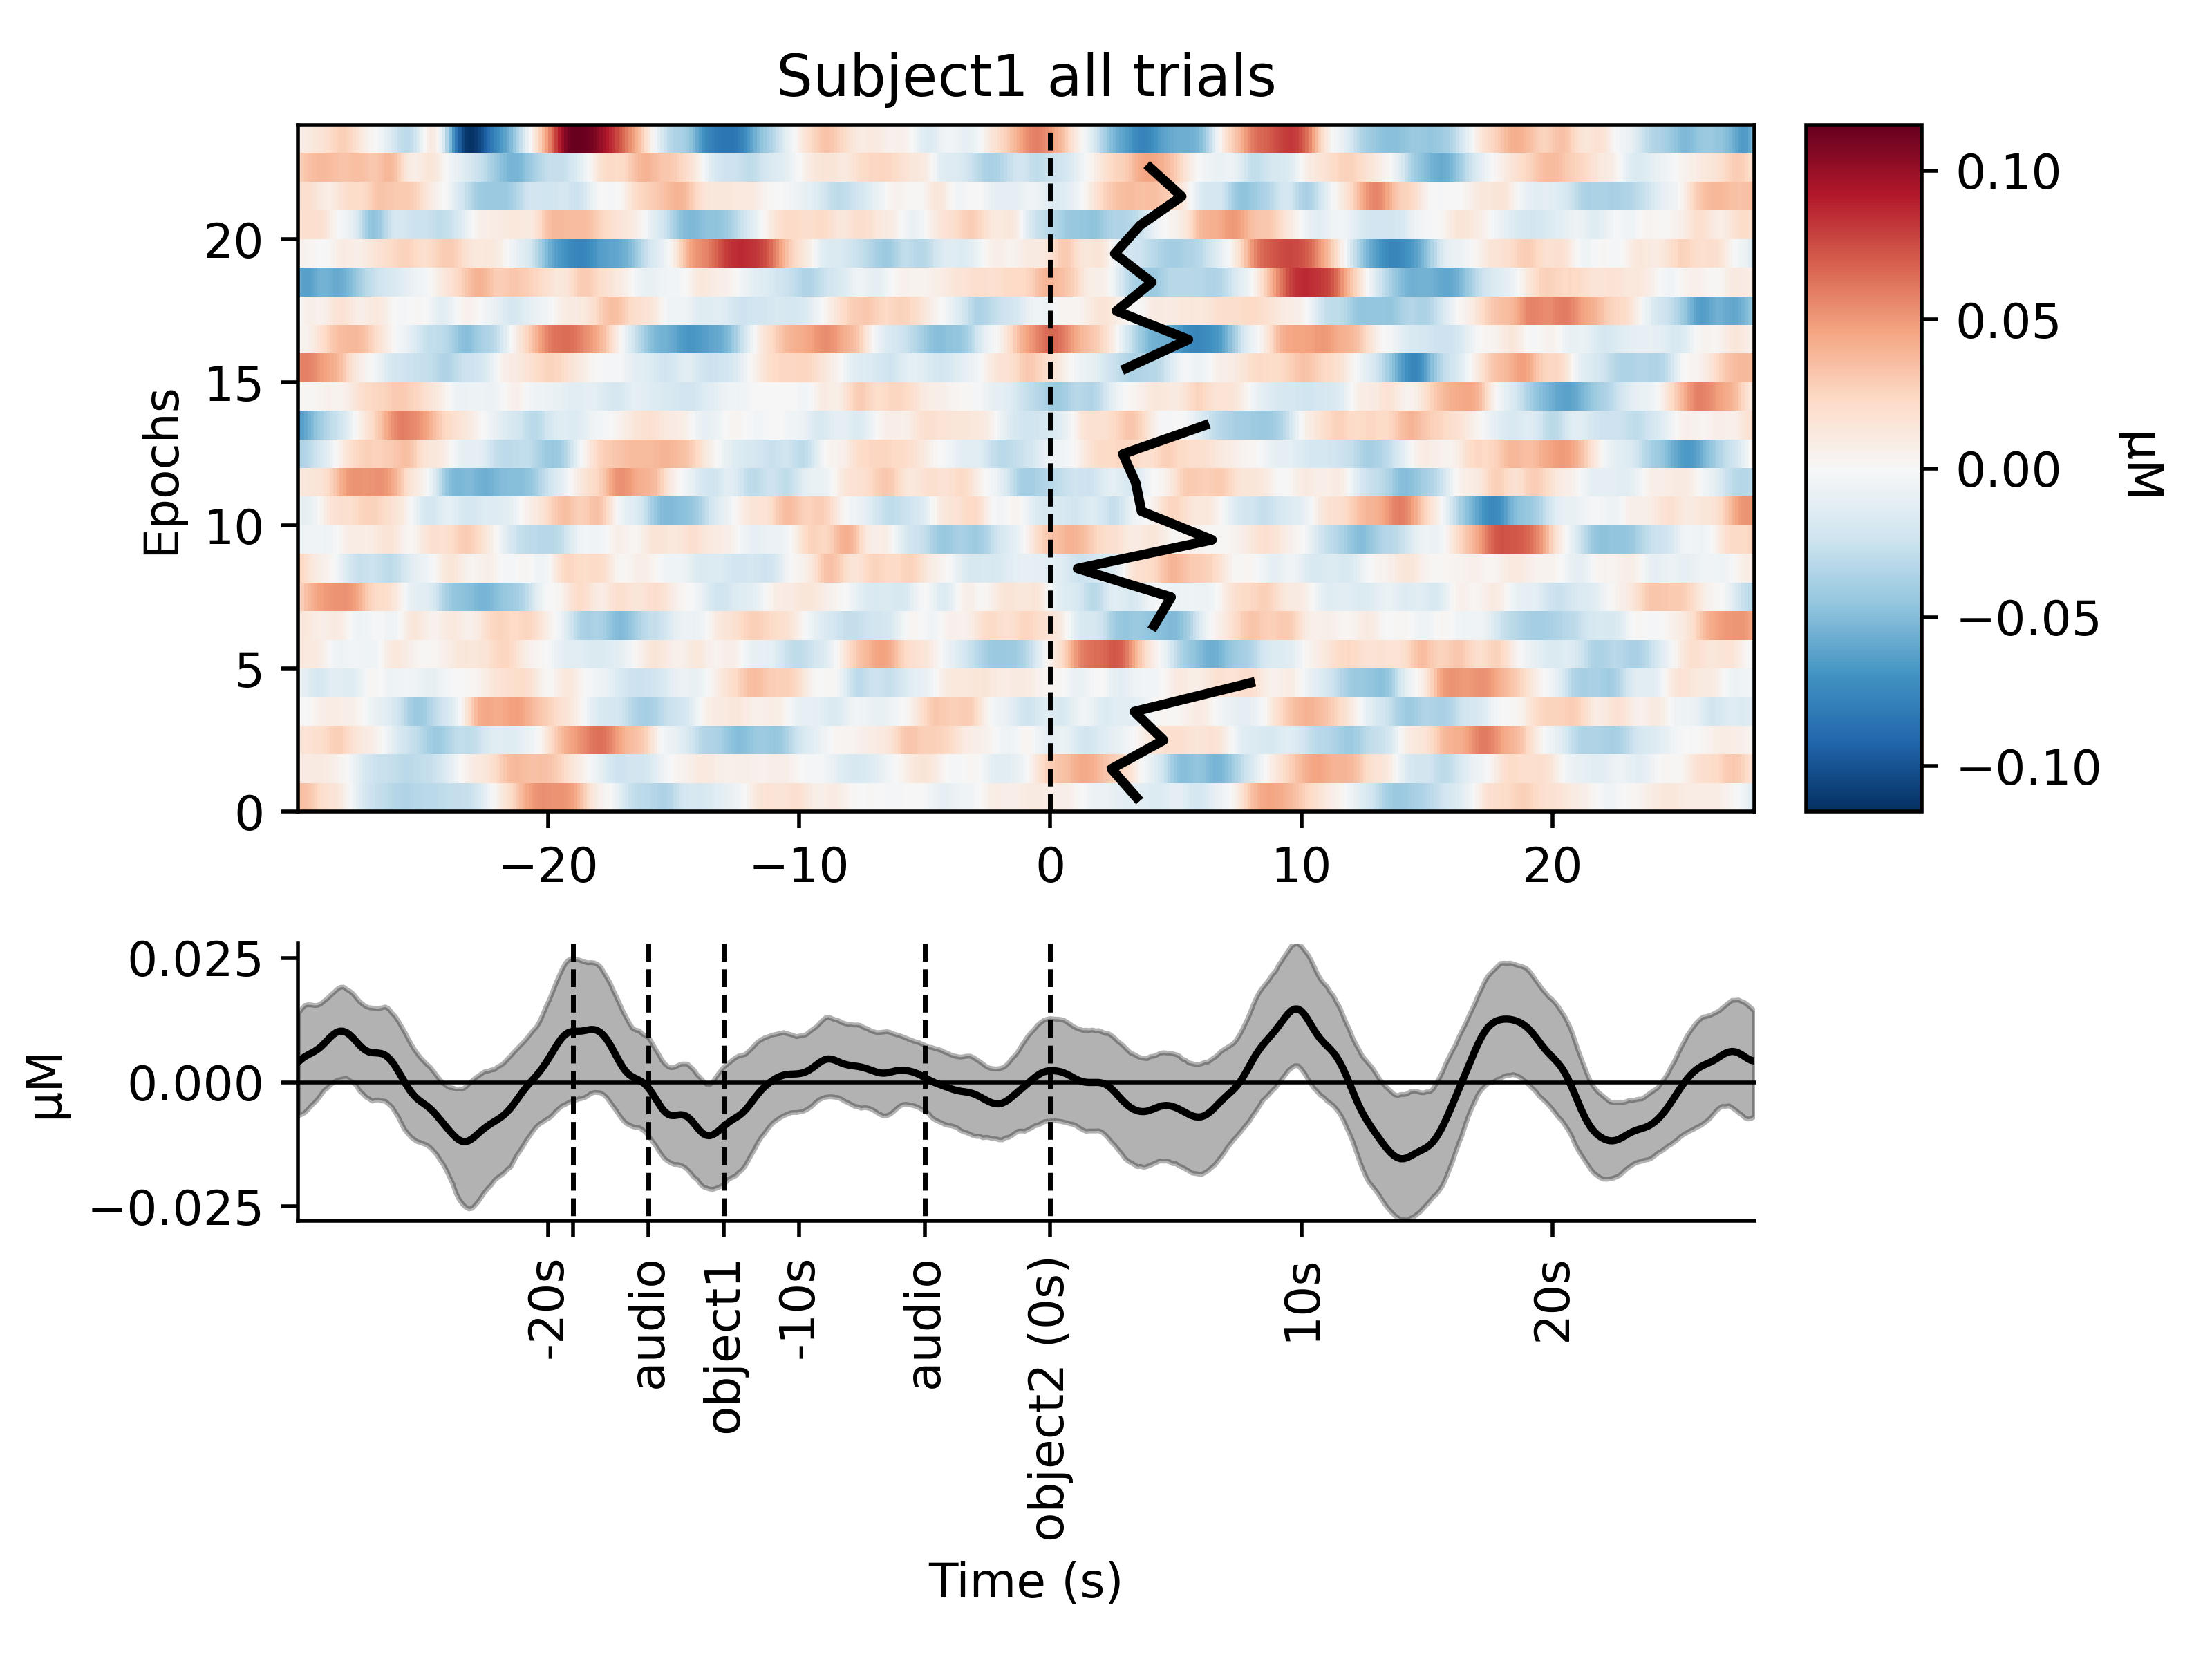 Subject1 all trials
Epochs
20
15
10
5
0
−20
−10
0
10
20
0.10
0.05
0.00
−0.05
−0.10
µM
µM
0.025
0.000
−0.025
-20s
audio
object1
-10s
audio
object2 (0s)
10s
20s
Time (s)